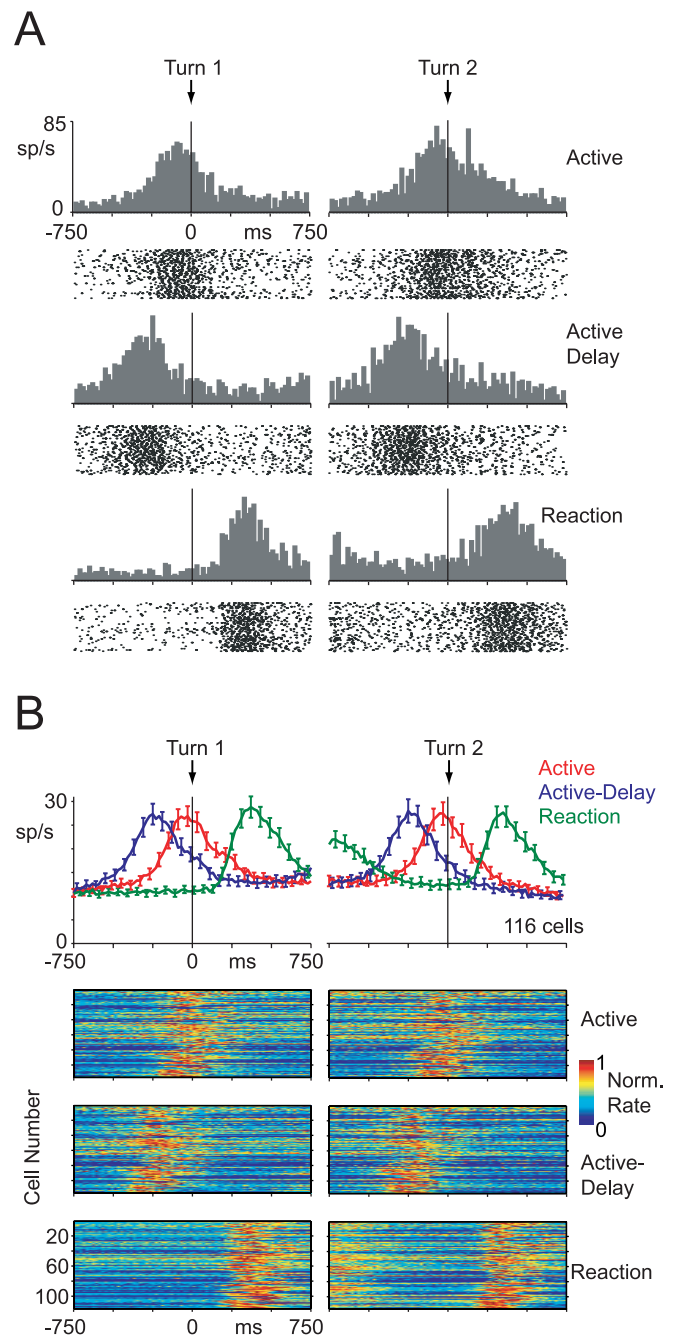 A
Turn 1
Turn 2
85
sp/s
Active
0
-750
0
ms
750
Active
Delay
Reaction
B
Turn 1
Turn 2
Active
Active-Delay
Reaction
30
sp/s
116 cells
0
-750
0
ms
750
Active
1
Norm.
Rate
0
Cell Number
Active-
Delay
20
60
100
Reaction
-750
0
ms
750